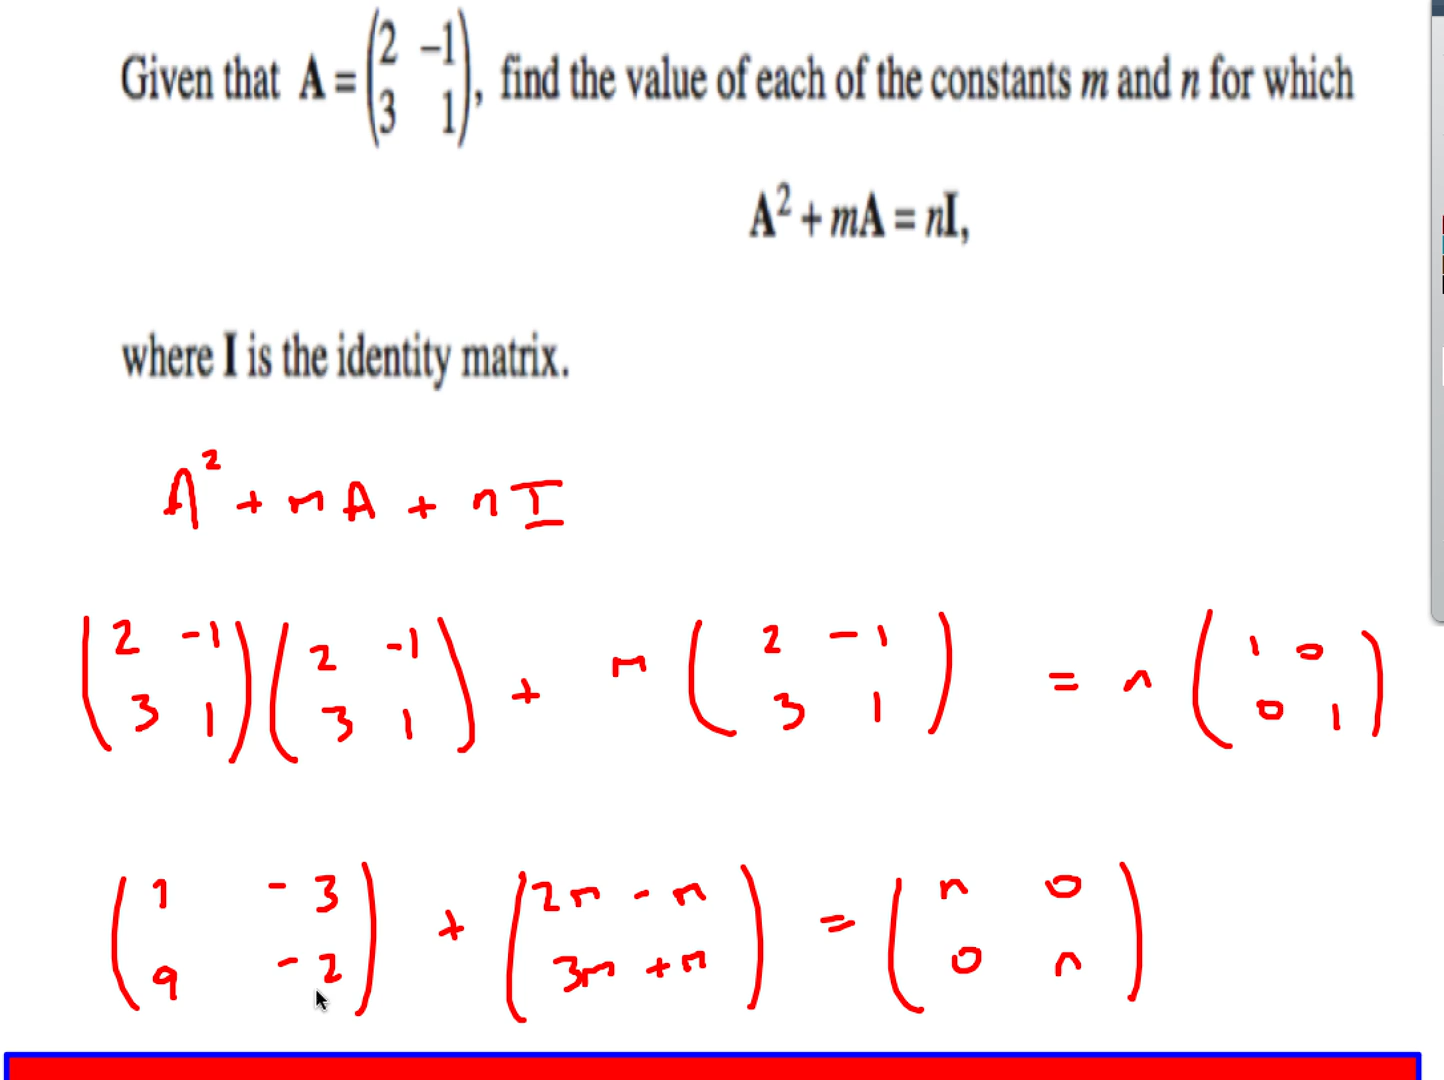 Given that A = (2 −1
3 1), find the value of each of the constants m and n for which
A² + mA = nI,
where I is the identity matrix.
A² + mA + nI
(2 -1
3 1) (2 -1
3 1) + m (2 -1
3 1) = n (1 0
0 1)
(1 -3
9 -2) + (2m -m
3m +m) = (n 0
0 n)